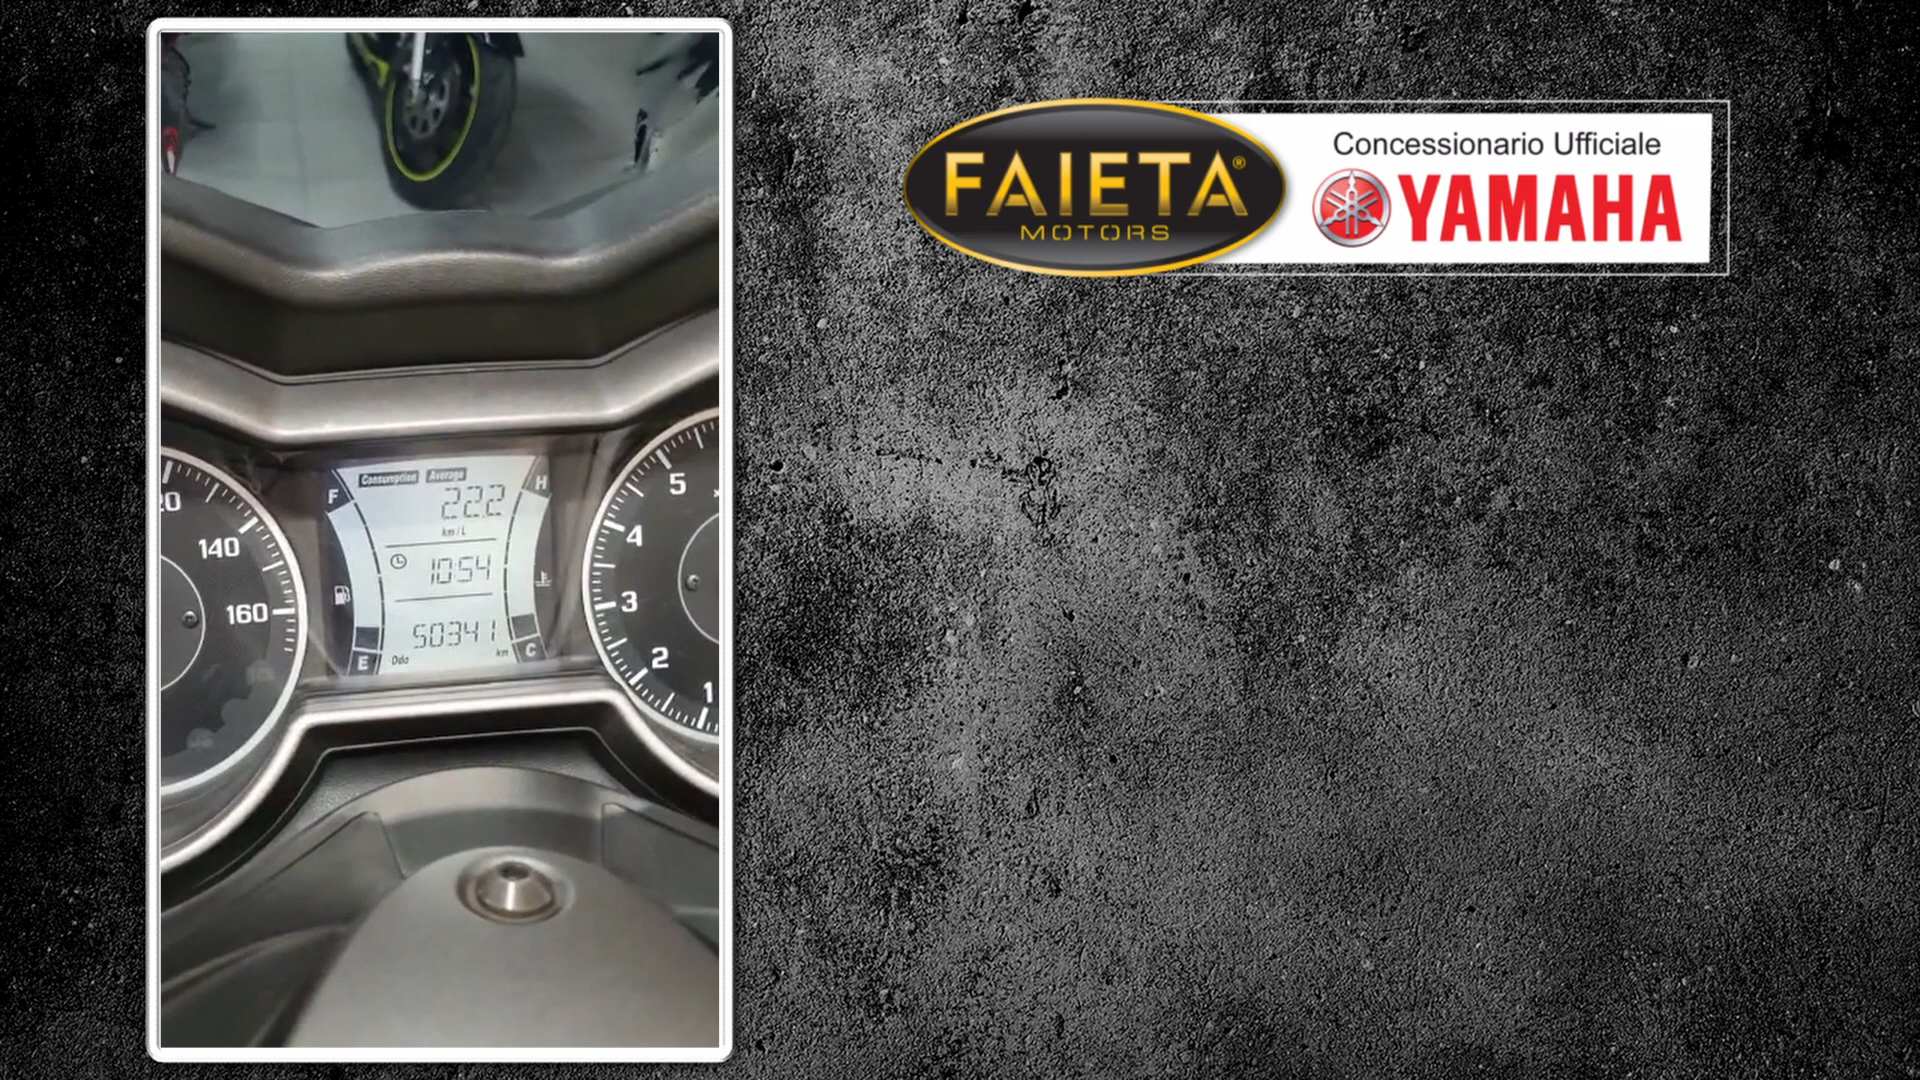 FAIETA®
MOTORS
Concessionario Ufficiale
YAMAHA
Consumption Average
F
H
22.2
km/L
10:54
50341
Odo
km
E
C
140
160
5
4
3
2
1